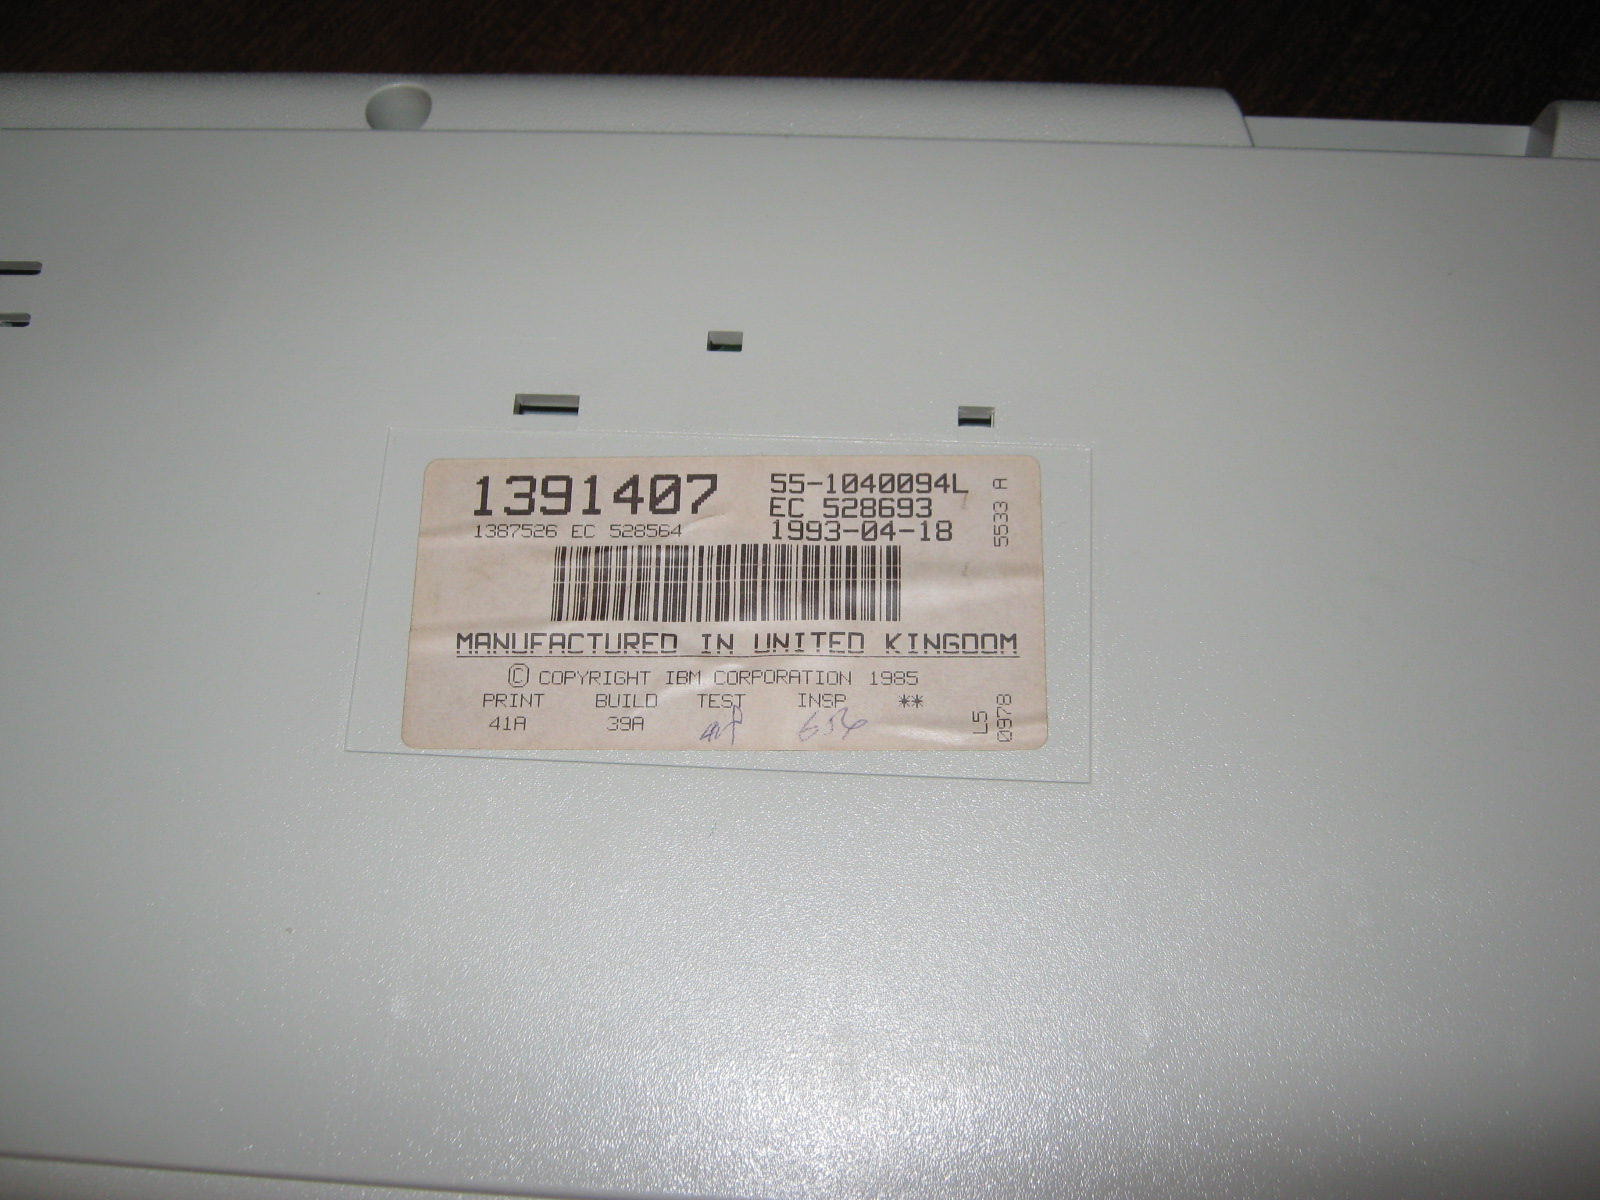 1391407
1387526 EC 528564
55-1040094L
EC 528693
1993-04-18
5533 A
MANUFACTURED IN UNITED KINGDOM
© COPYRIGHT IBM CORPORATION 1985
PRINT BUILD TEST INSP **
41A 39A
L5
0978